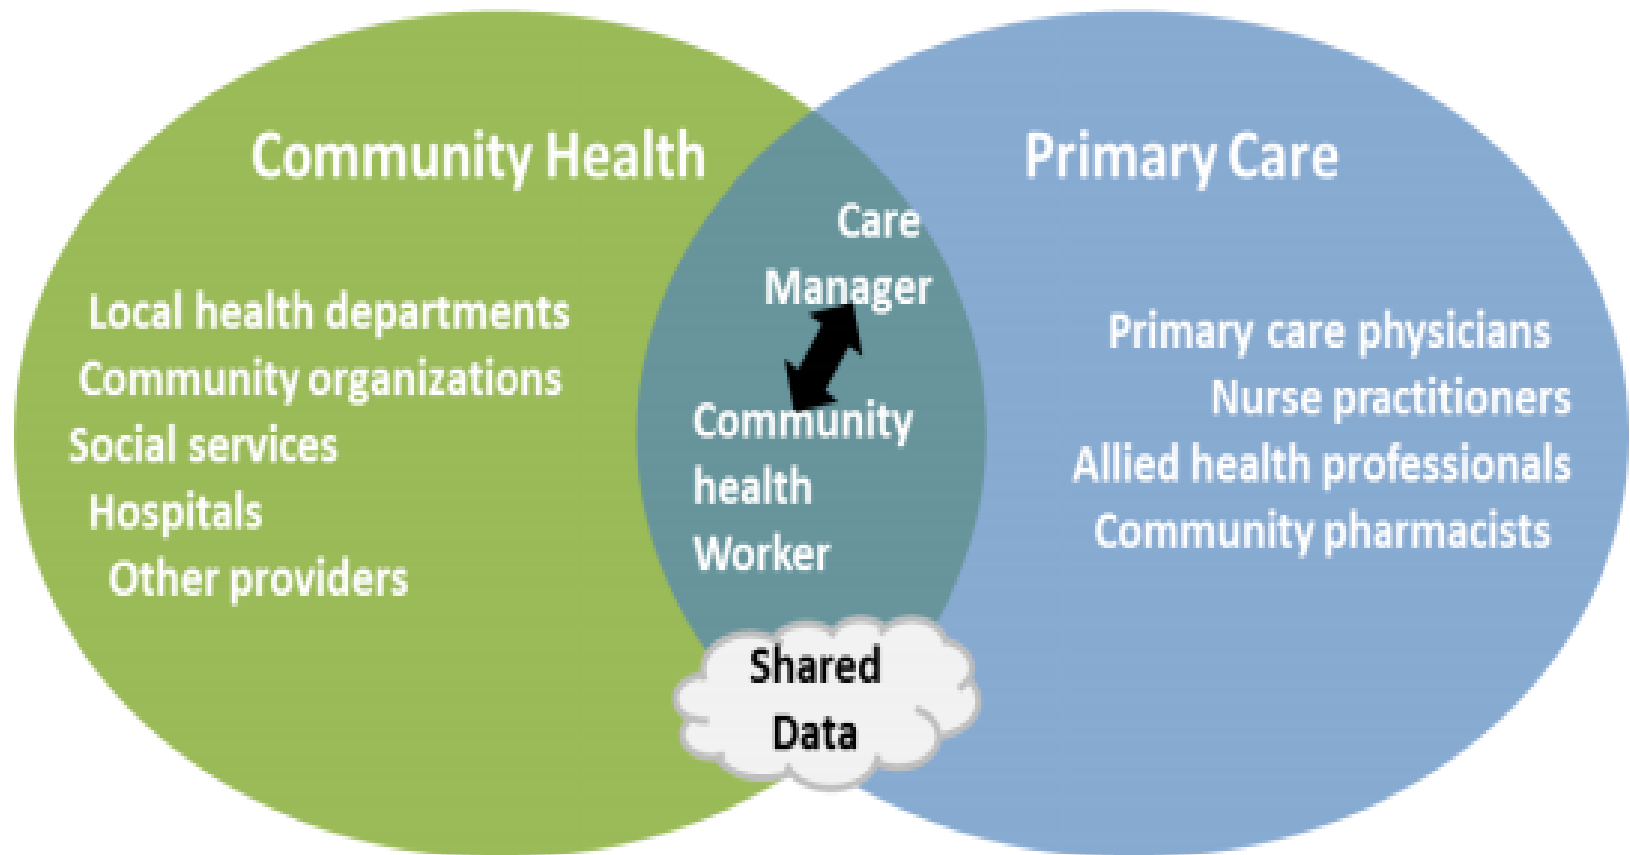 Community Health
Local health departments
Community organizations
Social services
Hospitals
Other providers
Care
Manager
Community
health
Worker
Shared
Data
Primary Care
Primary care physicians
Nurse practitioners
Allied health professionals
Community pharmacists